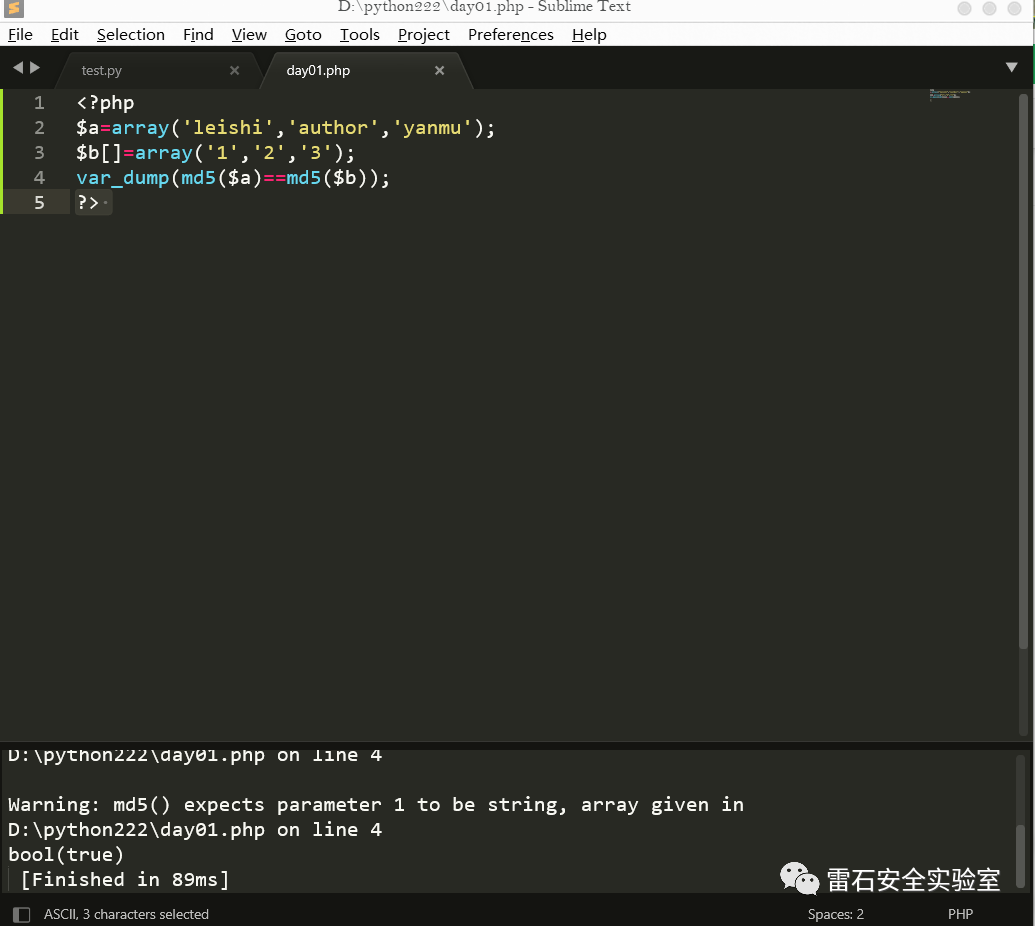 D:\python222\day01.php - Sublime Text
File Edit Selection Find View Goto Tools Project Preferences Help
test.py × day01.php ×
1 <?php
2 $a=array('leishi','author','yanmu');
3 $b[]=array('1','2','3');
4 var_dump(md5($a)==md5($b));
5 ?>
D:\python222\day01.php on line 4
Warning: md5() expects parameter 1 to be string, array given in
D:\python222\day01.php on line 4
bool(true)
[Finished in 89ms]
雷石安全实验室
ASCII, 3 characters selected Spaces: 2 PHP